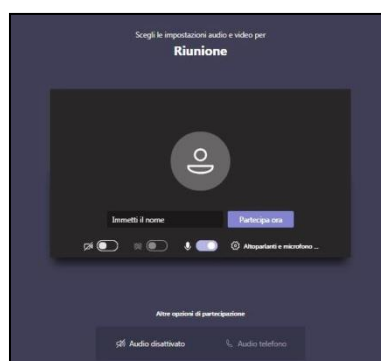 Scegli le impostazioni audio e video per
Riunione
Immetti il nome
Partecipa ora
Altoparlanti e microfono ...
Altre opzioni di partecipazione
Audio disattivato
Audio telefono